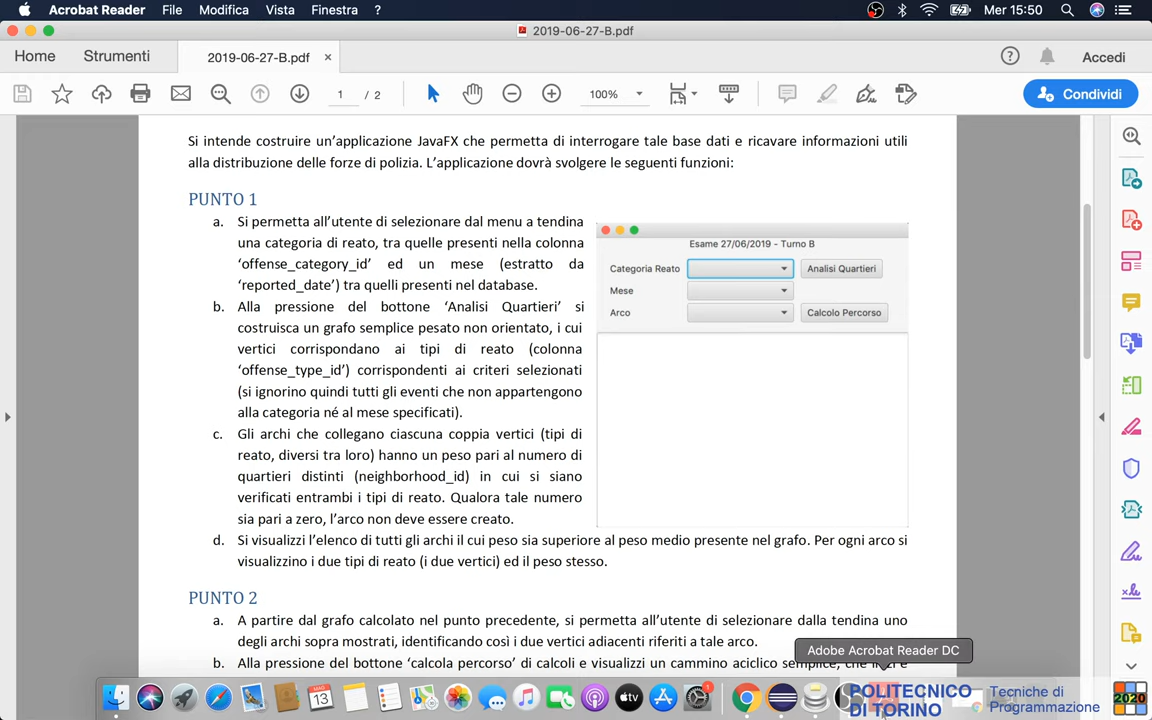 Acrobat Reader File Modifica Vista Finestra ? Mer 15:50
2019-06-27-B.pdf
Home Strumenti 2019-06-27-B.pdf × Accedi
1 / 2 100% Condividi
Si intende costruire un'applicazione JavaFX che permetta di interrogare tale base dati e ricavare informazioni utili
alla distribuzione delle forze di polizia. L'applicazione dovrà svolgere le seguenti funzioni:
PUNTO 1
a. Si permetta all'utente di selezionare dal menu a tendina
una categoria di reato, tra quelle presenti nella colonna
'offense_category_id' ed un mese (estratto da
'reported_date') tra quelli presenti nel database.
b. Alla pressione del bottone 'Analisi Quartieri' si
costruisca un grafo semplice pesato non orientato, i cui
vertici corrispondano ai tipi di reato (colonna
'offense_type_id') corrispondenti ai criteri selezionati
(si ignorino quindi tutti gli eventi che non appartengono
alla categoria né al mese specificati).
c. Gli archi che collegano ciascuna coppia vertici (tipi di
reato, diversi tra loro) hanno un peso pari al numero di
quartieri distinti (neighborhood_id) in cui si siano
verificati entrambi i tipi di reato. Qualora tale numero
sia pari a zero, l'arco non deve essere creato.
Esame 27/06/2019 - Turno B
Categoria Reato Analisi Quartieri
Mese
Arco Calcolo Percorso
d. Si visualizzi l'elenco di tutti gli archi il cui peso sia superiore al peso medio presente nel grafo. Per ogni arco si
visualizzino i due tipi di reato (i due vertici) ed il peso stesso.
PUNTO 2
a. A partire dal grafo calcolato nel punto precedente, si permetta all'utente di selezionare dalla tendina uno
degli archi sopra mostrati, identificando così i due vertici adiacenti riferiti a tale arco.
b. Alla pressione del bottone 'calcola percorso' di calcoli e visualizzi un cammino aciclico semplice, che
Adobe Acrobat Reader DC
MAG
13
tv
1
POLITECNICO
DI TORINO
Tecniche di
Programmazione
2020